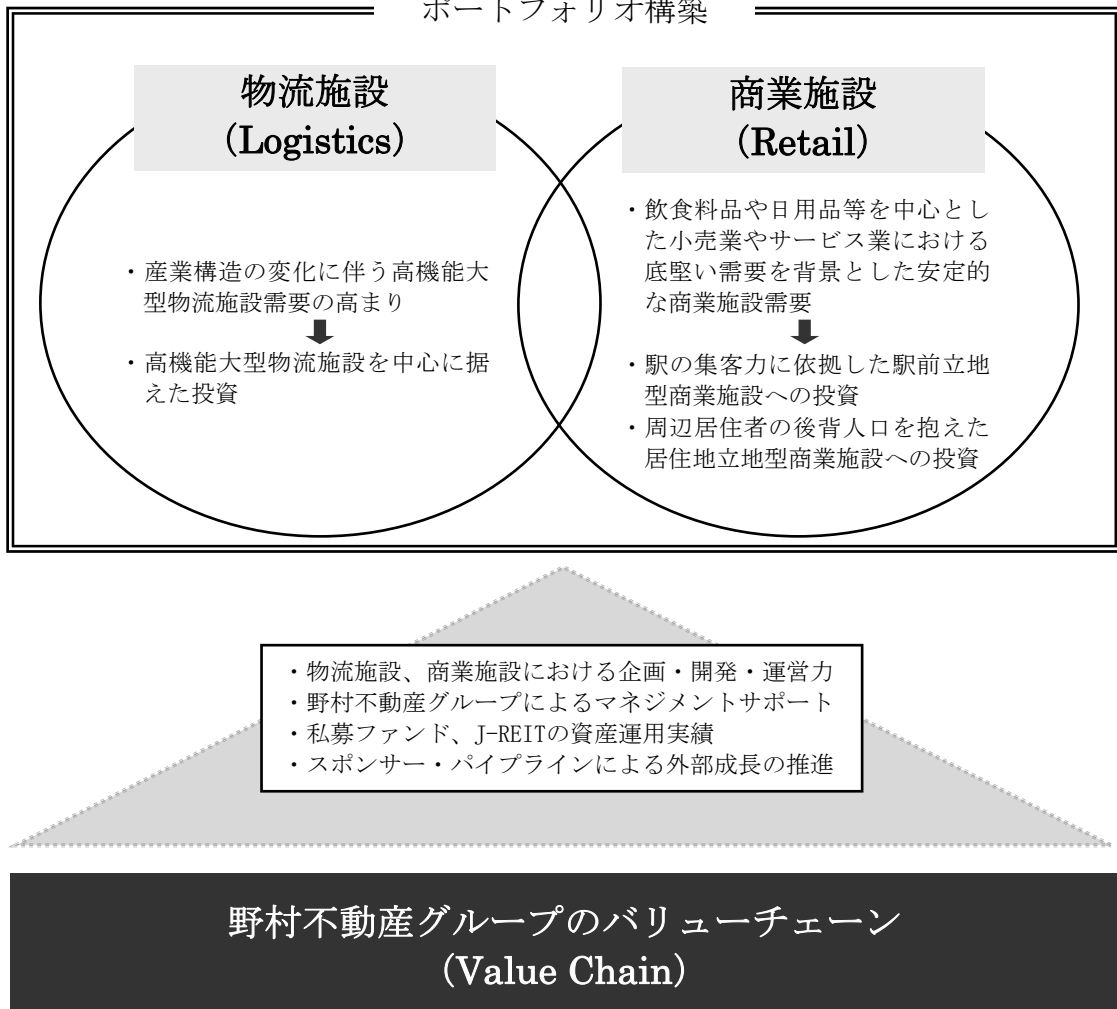 ポートフォリオ構築
物流施設
(Logistics)
・産業構造の変化に伴う高機能大
型物流施設需要の高まり
・高機能大型物流施設を中心に据
えた投資
商業施設
(Retail)
・飲食料品や日用品等を中心とし
た小売業やサービス業における
底堅い需要を背景とした安定的
な商業施設需要
・駅の集客力に依拠した駅前立地
型商業施設への投資
・周辺居住者の後背人口を抱えた
居住地立地型商業施設への投資
・物流施設、商業施設における企画・開発・運営力
・野村不動産グループによるマネジメントサポート
・私募ファンド、J-REITの資産運用実績
・スポンサー・パイプラインによる外部成長の推進
野村不動産グループのバリューチェーン
(Value Chain)